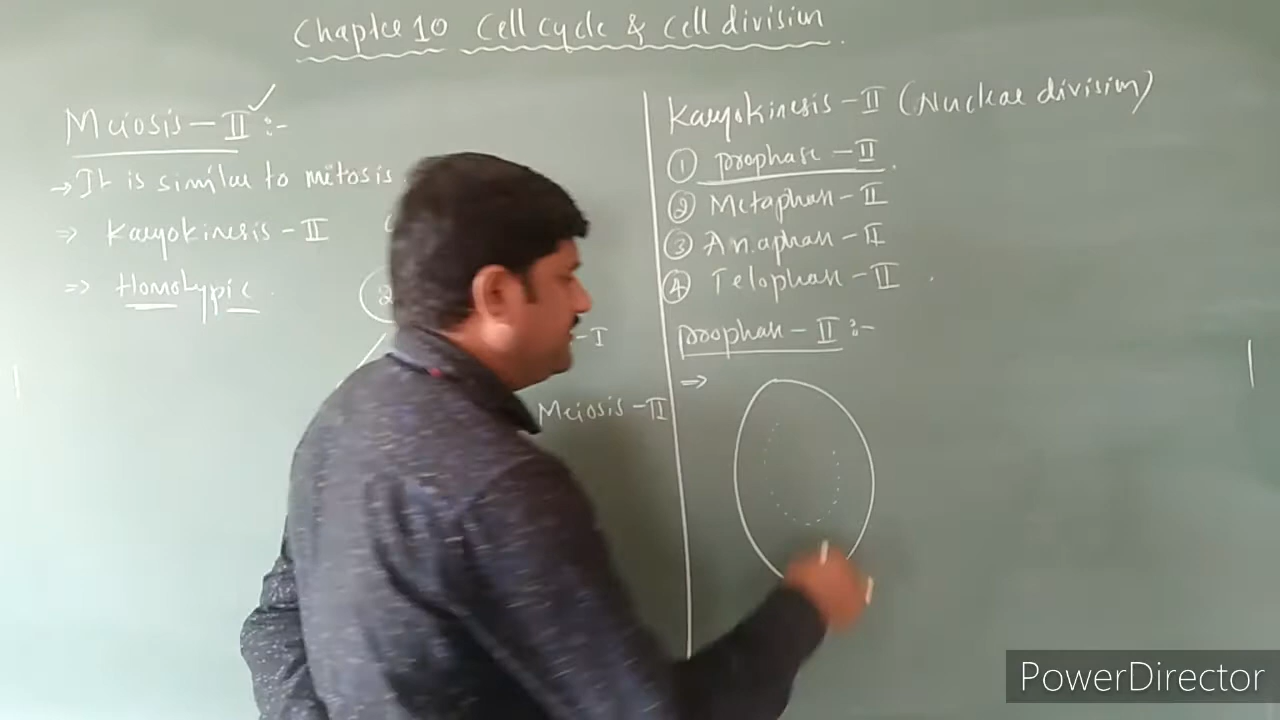 Chapter 10 Cell cycle & cell division.
Meiosis - II :-
→ It is similar to mitosis
⇒ Karyokinesis - II
⇒ Homotypic
2
- I
Meiosis - II
Karyokinesis - II (Nuclear division)
① prophase - II
② Metaphase - II
③ Anaphase - II
④ Telophase - II
prophase - II :-
⇒
PowerDirector